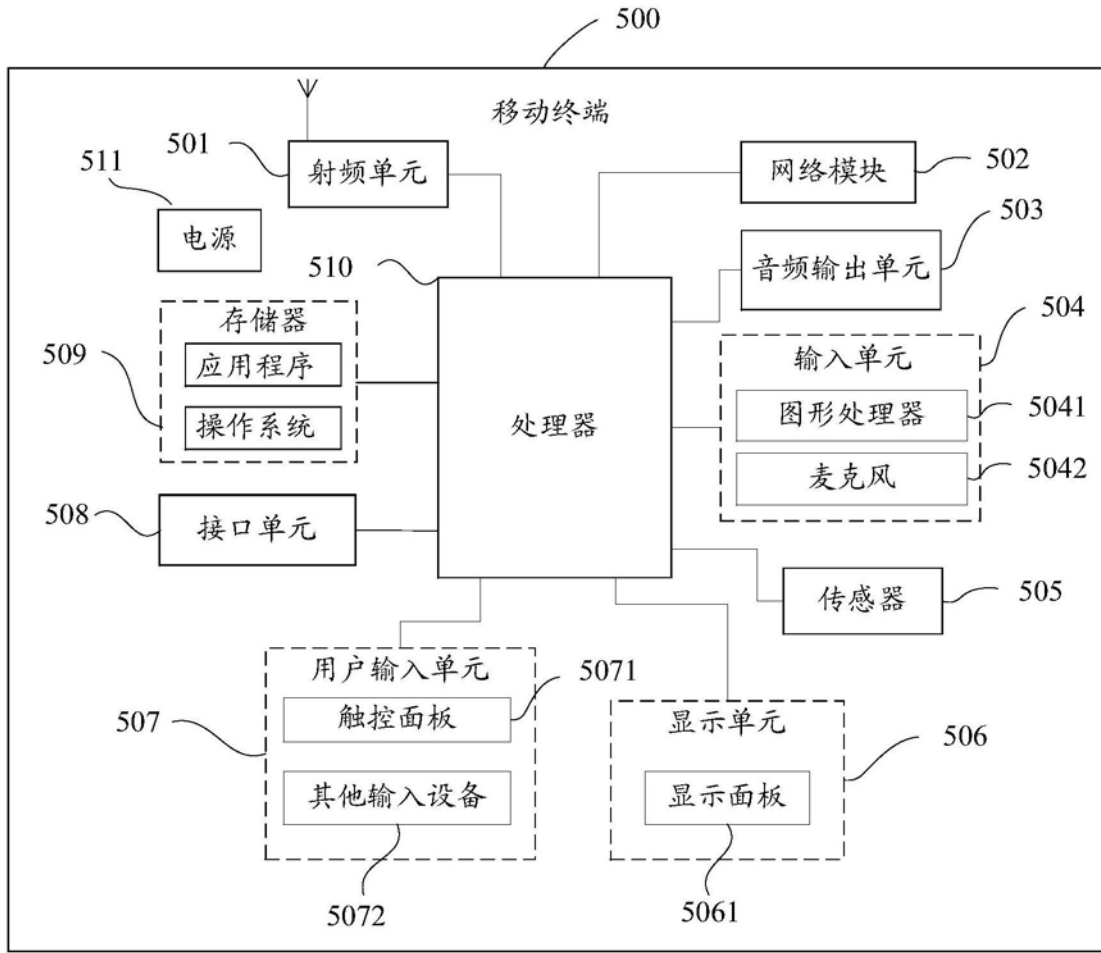 500
移动终端
501
射频单元
网络模块
502
511
电源
510
音频输出单元
503
存储器
应用程序
操作系统
509
处理器
输入单元
504
图形处理器
5041
麦克风
5042
508
接口单元
传感器
505
用户输入单元
5071
触控面板
507
其他输入设备
5072
显示单元
506
显示面板
5061